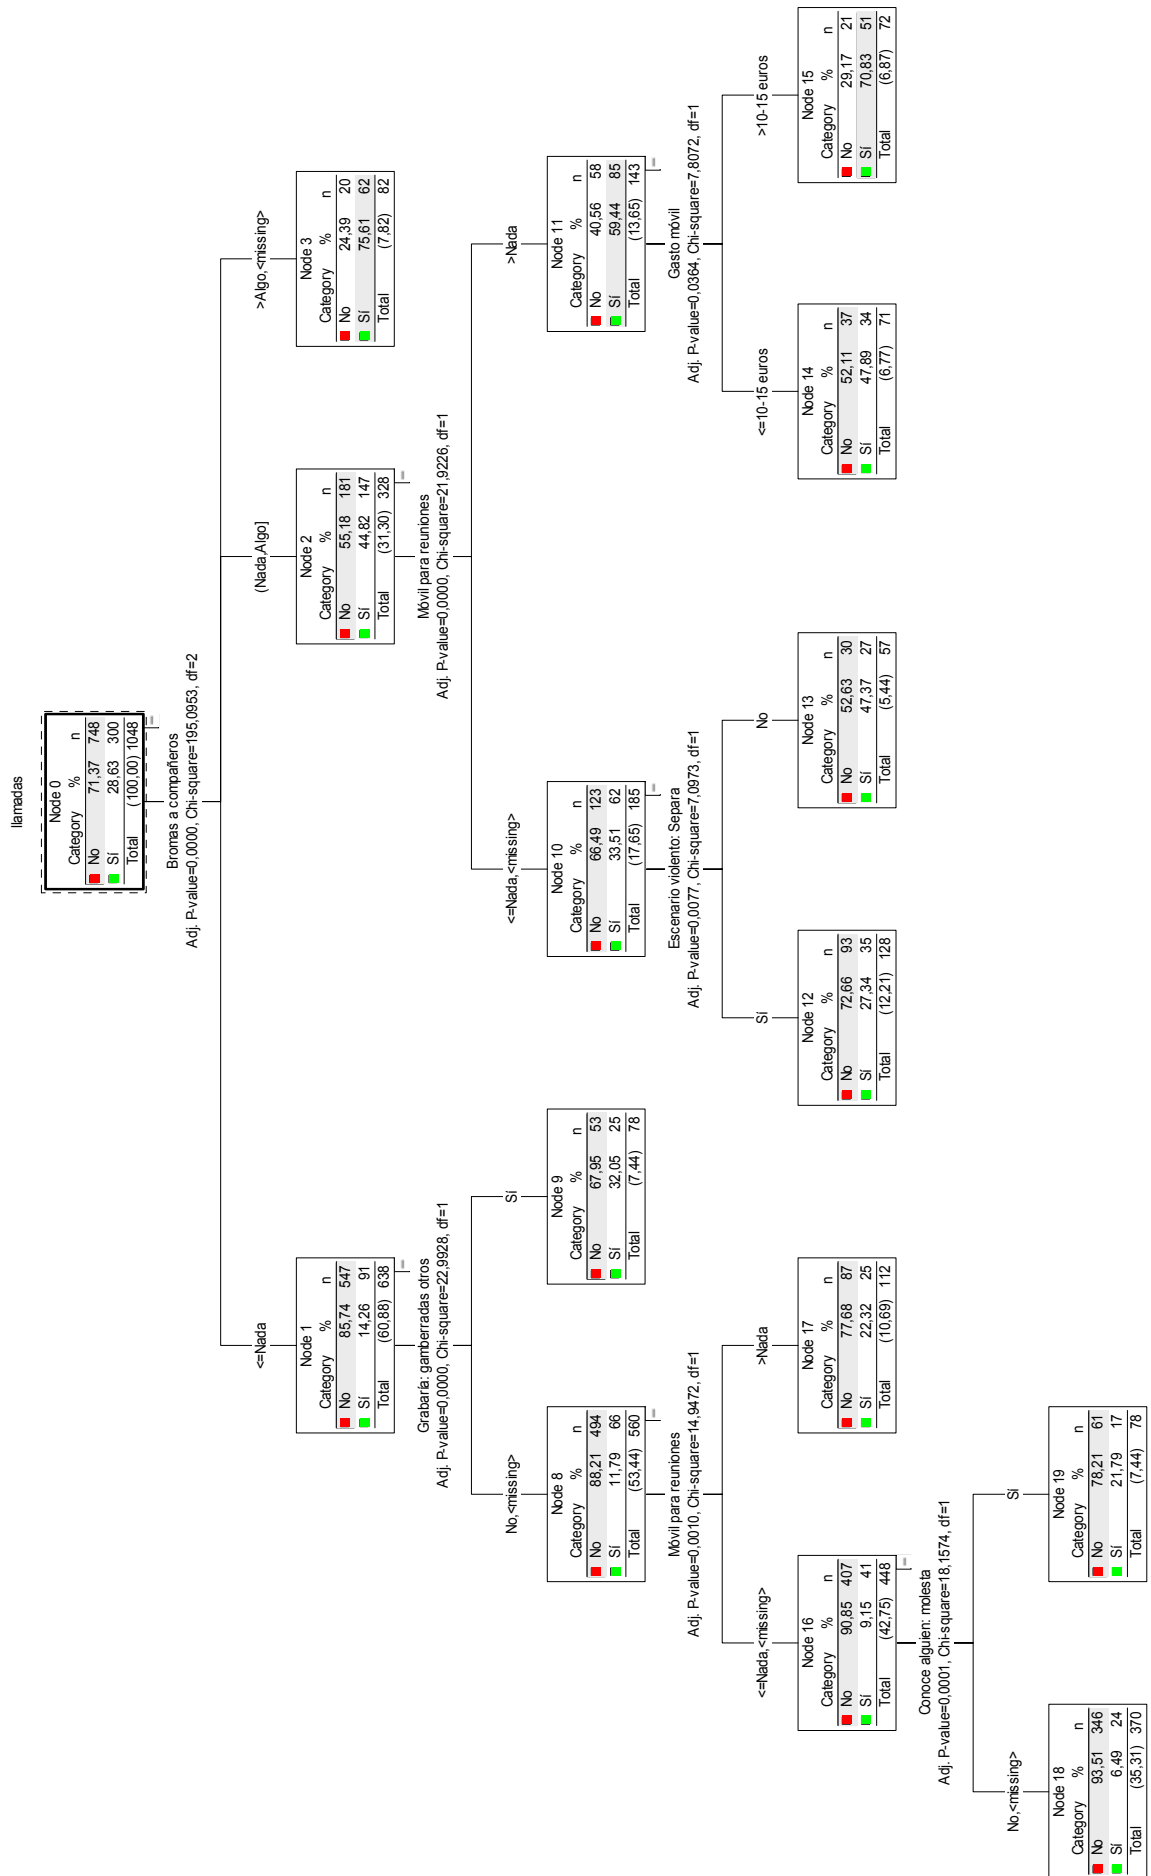 llamadas
Node 0
Category % n
No 71,37 748
Sí 28,63 300
Total (100,00) 1048
Bromas a compañeros
Adj. P-value=0,0000, Chi-square=195,0953, df=2
<=Nada
Node 1
Category % n
No 85,74 547
Sí 14,26 91
Total (60,88) 638
Grabaría: gamberradas otros
Adj. P-value=0,0000, Chi-square=22,9928, df=1
(Nada,Algo]
Node 2
Category % n
No 55,18 181
Sí 44,82 147
Total (31,30) 328
Móvil para reuniones
Adj. P-value=0,0000, Chi-square=21,9226, df=1
>Algo,<missing>
Node 3
Category % n
No 24,39 20
Sí 75,61 62
Total (7,82) 82
No,<missing>
Node 8
Category % n
No 88,21 494
Sí 11,79 66
Total (53,44) 560
Móvil para reuniones
Adj. P-value=0,0010, Chi-square=14,9472, df=1
Sí
Node 9
Category % n
No 67,95 53
Sí 32,05 25
Total (7,44) 78
<=Nada,<missing>
Node 10
Category % n
No 66,49 123
Sí 33,51 62
Total (17,65) 185
Escenario violento: Separa
Adj. P-value=0,0077, Chi-square=7,0973, df=1
>Nada
Node 11
Category % n
No 40,56 58
Sí 59,44 85
Total (13,65) 143
Gasto móvil
Adj. P-value=0,0364, Chi-square=7,8072, df=1
<=Nada,<missing>
Node 16
Category % n
No 90,85 407
Sí 9,15 41
Total (42,75) 448
Conoce alguien: molesta
Adj. P-value=0,0001, Chi-square=18,1574, df=1
>Nada
Node 17
Category % n
No 77,68 87
Sí 22,32 25
Total (10,69) 112
Sí
Node 12
Category % n
No 72,66 93
Sí 27,34 35
Total (12,21) 128
No
Node 13
Category % n
No 52,63 30
Sí 47,37 27
Total (5,44) 57
<=10-15 euros
Node 14
Category % n
No 52,11 37
Sí 47,89 34
Total (6,77) 71
>10-15 euros
Node 15
Category % n
No 29,17 21
Sí 70,83 51
Total (6,87) 72
No,<missing>
Node 18
Category % n
No 93,51 346
Sí 6,49 24
Total (35,31) 370
Sí
Node 19
Category % n
No 78,21 61
Sí 21,79 17
Total (7,44) 78